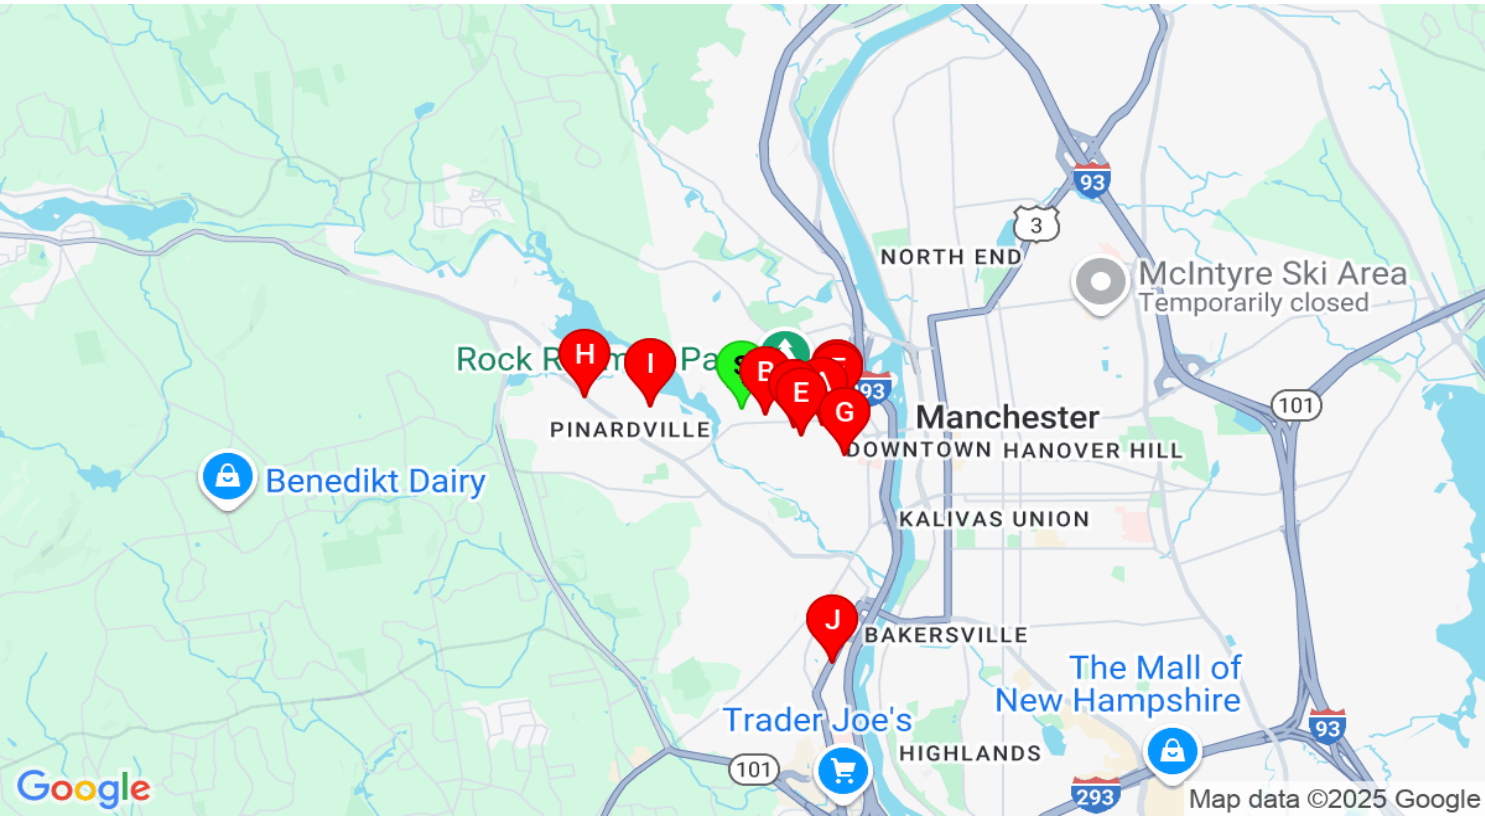 93
3
NORTH END
McIntyre Ski Area
Temporarily closed
H
I
S
B
A
E
G
J
93
101
Manchester
PINARDVILLE
DOWNTOWN
HANOVER HILL
Benedikt Dairy
KALIVAS UNION
BAKERSVILLE
The Mall of
New Hampshire
Trader Joe's
HIGHLANDS
93
101
293
Google
Map data ©2025 Google